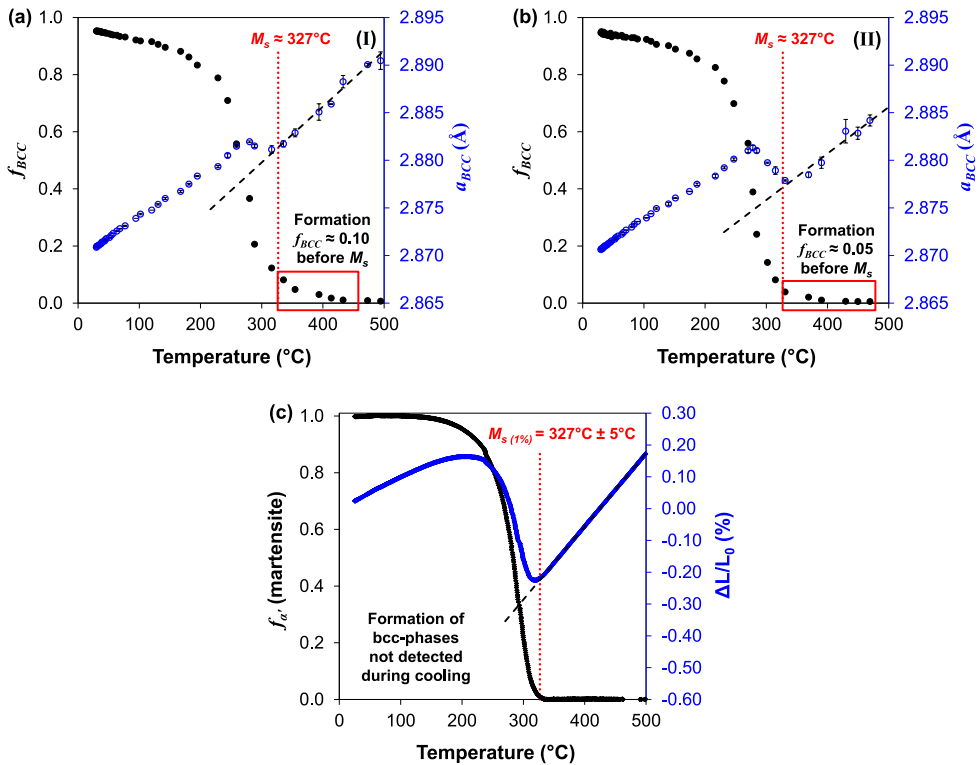 (a)
M_s ≈ 327°C
(I)
1.0
0.8
0.6
0.4
0.2
0.0
f_BCC
2.895
2.890
2.885
2.880
2.875
2.870
2.865
a_BCC (Å)
Formation
f_BCC ≈ 0.10
before M_s
0
100
200
300
400
500
Temperature (°C)
(b)
M_s ≈ 327°C
(II)
1.0
0.8
0.6
0.4
0.2
0.0
f_BCC
2.895
2.890
2.885
2.880
2.875
2.870
2.865
a_BCC (Å)
Formation
f_BCC ≈ 0.05
before M_s
0
100
200
300
400
500
Temperature (°C)
(c)
M_s (1%) = 327°C ± 5°C
1.0
0.8
0.6
0.4
0.2
0.0
f_α' (martensite)
0.30
0.20
0.10
0.00
-0.10
-0.20
-0.30
-0.40
-0.50
-0.60
ΔL/L_0 (%)
Formation of
bcc-phases
not detected
during cooling
0
100
200
300
400
500
Temperature (°C)